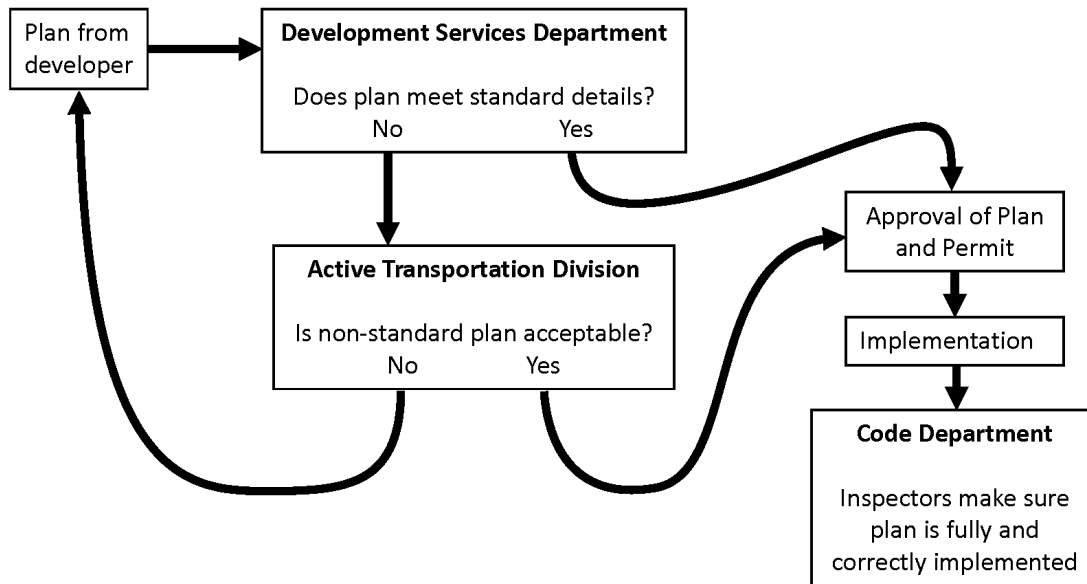 Plan from
developer
Development Services Department
Does plan meet standard details?
No Yes
Approval of Plan
and Permit
Active Transportation Division
Is non-standard plan acceptable?
No Yes
Implementation
Code Department
Inspectors make sure
plan is fully and
correctly implemented